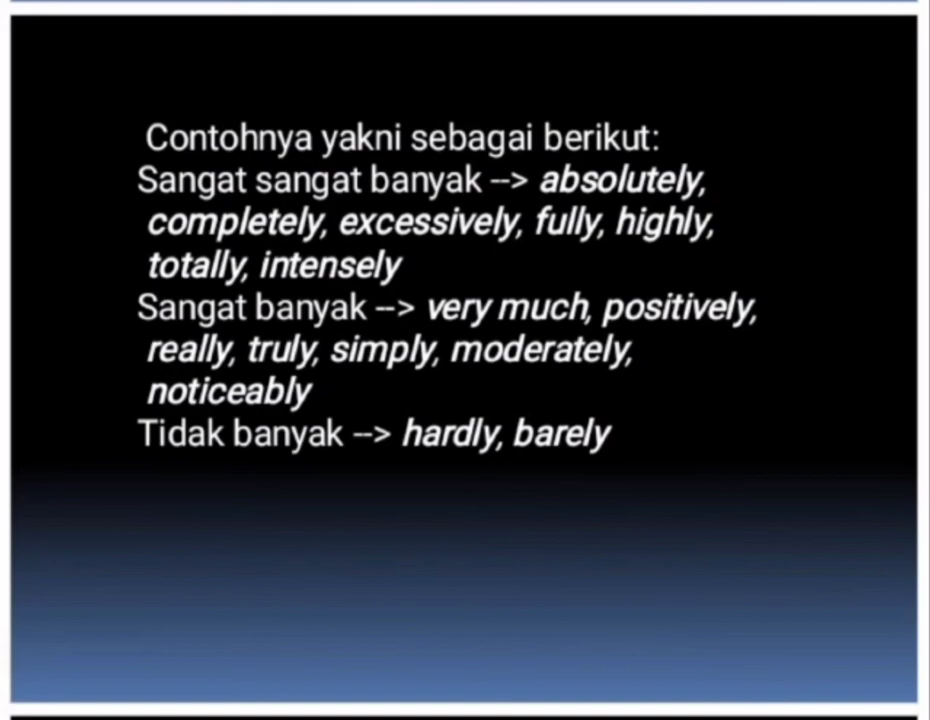 Contohnya yakni sebagai berikut:
Sangat sangat banyak --> absolutely,
completely, excessively, fully, highly,
totally, intensely
Sangat banyak --> very much, positively,
really, truly, simply, moderately,
noticeably
Tidak banyak --> hardly, barely